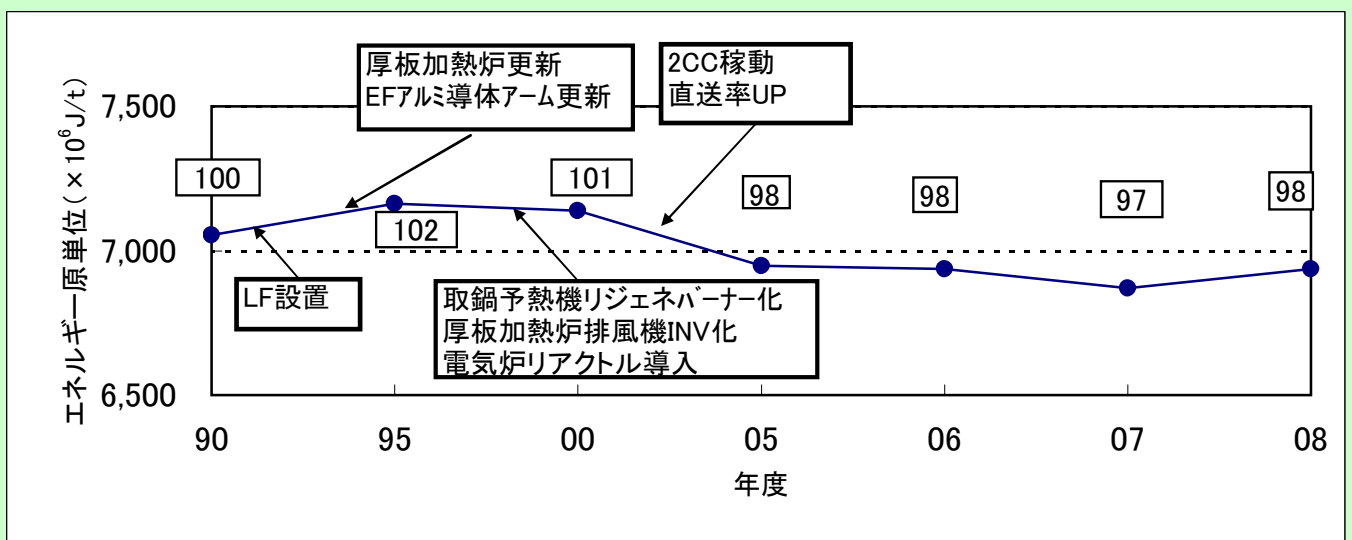 厚板加熱炉更新
EFアルミ導体アーム更新
2CC稼動
直送率UP
エネルギー原単位(×10⁶J/t)
7,500
7,000
6,500
100
102
101
98
98
97
98
LF設置
取鍋予熱機リジェネバーナー化
厚板加熱炉排風機INV化
電気炉リアクトル導入
90
95
00
05
06
07
08
年度